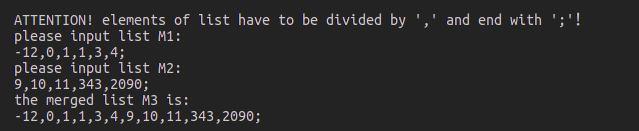 ATTENTION! elements of list have to be divided by ',' and end with ';'!
please input list M1:
-12,0,1,1,3,4;
please input list M2:
9,10,11,343,2090;
the merged list M3 is:
-12,0,1,1,3,4,9,10,11,343,2090;